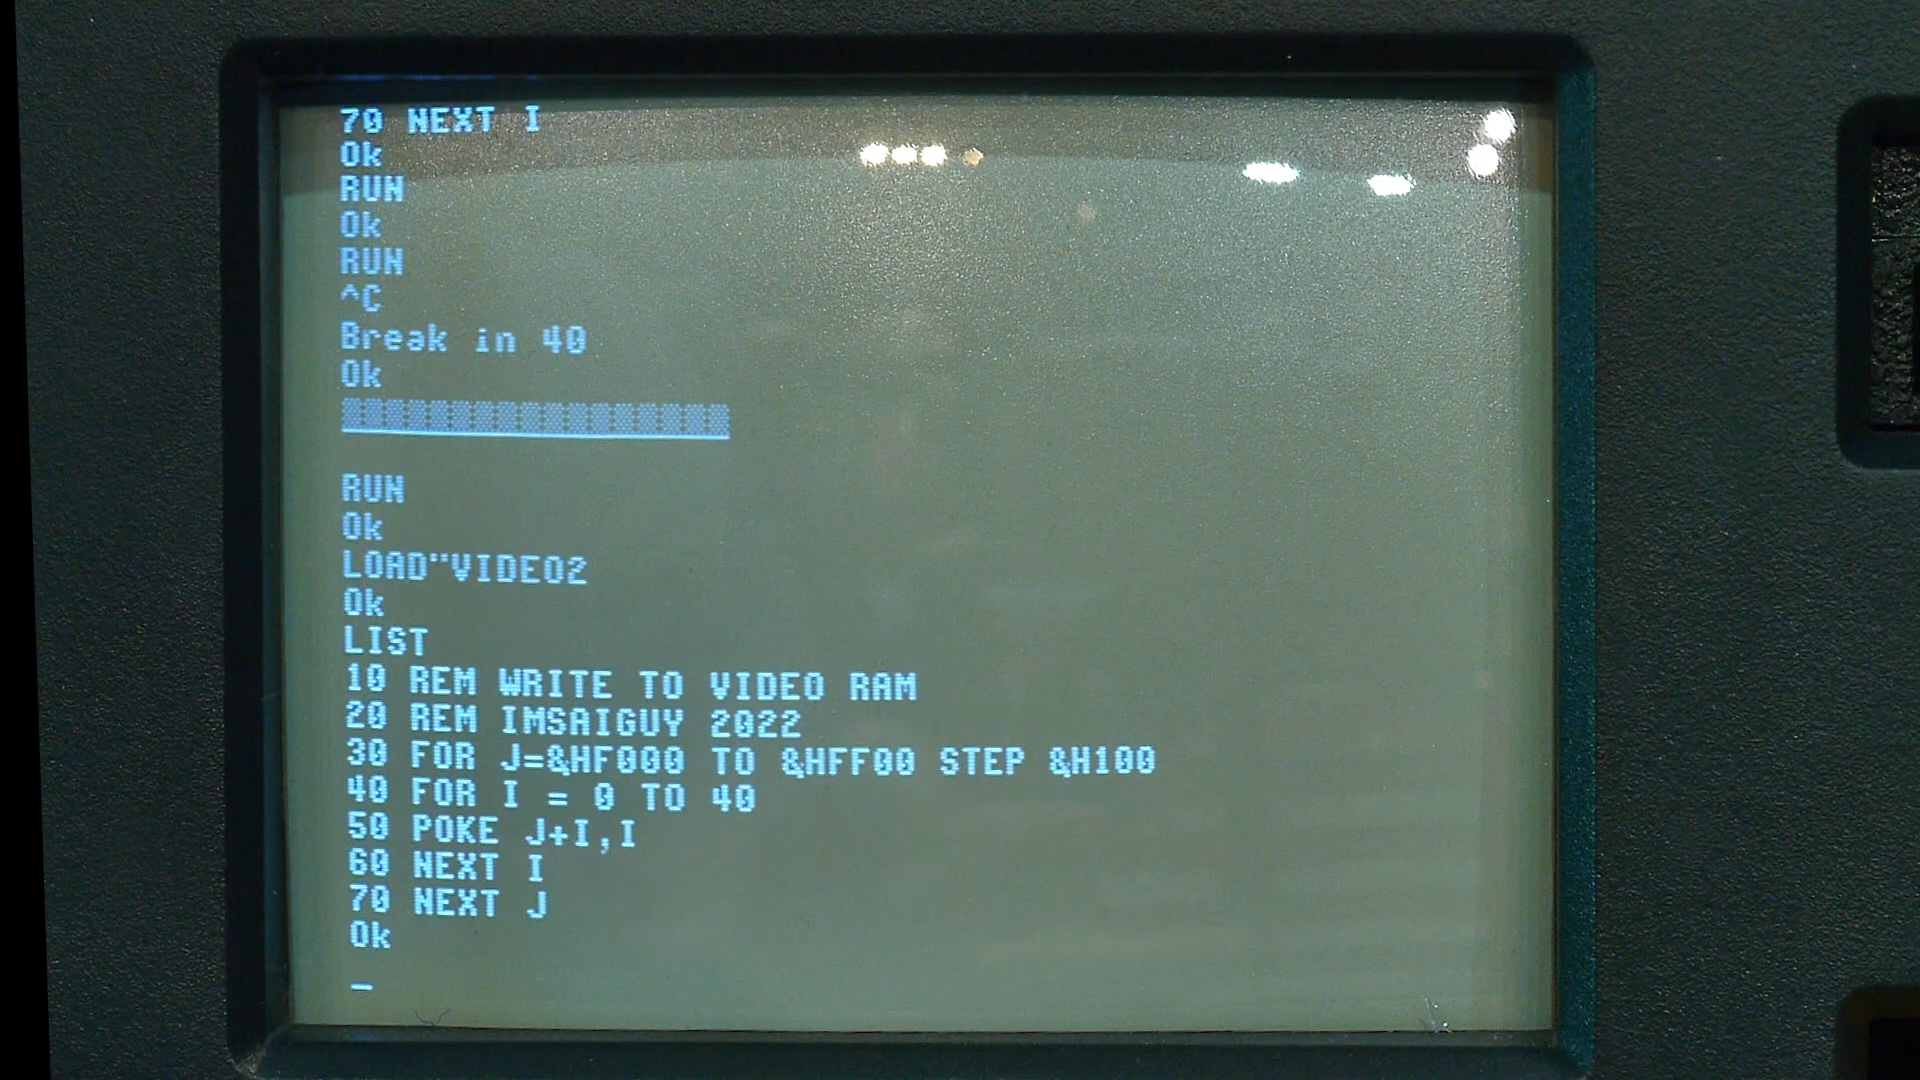 70 NEXT I
Ok
RUN
Ok
RUN
^C
Break in 40
Ok
RUN
Ok
LOAD"VIDEO2
Ok
LIST
10 REM WRITE TO VIDEO RAM
20 REM IMSAIGUY 2022
30 FOR J=&HF000 TO &HFF00 STEP &H100
40 FOR I = 0 TO 40
50 POKE J+I,I
60 NEXT I
70 NEXT J
Ok
_